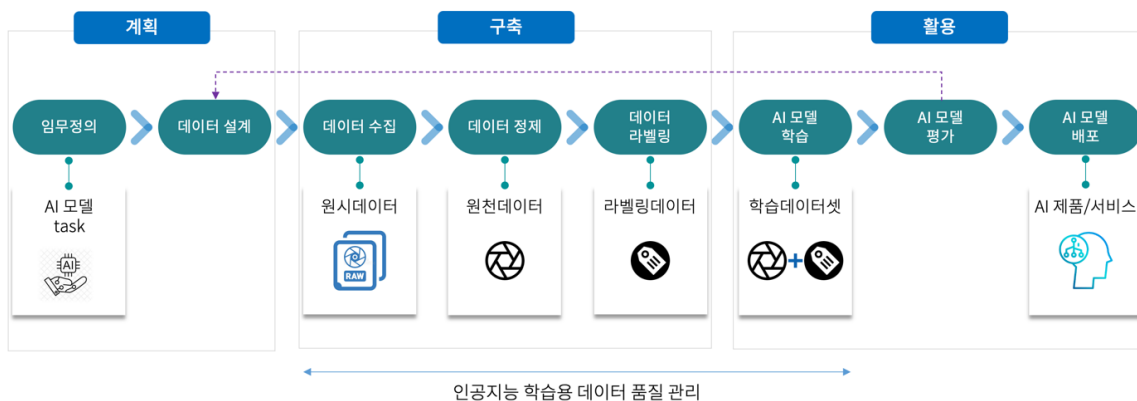 계획
구축
활용
임무정의
데이터 설계
데이터 수집
데이터 정제
데이터
라벨링
AI 모델
학습
AI 모델
평가
AI 모델
배포
AI 모델
task
AI
원시데이터
RAW
원천데이터
라벨링데이터
학습데이터셋
+
AI 제품/서비스
인공지능 학습용 데이터 품질 관리